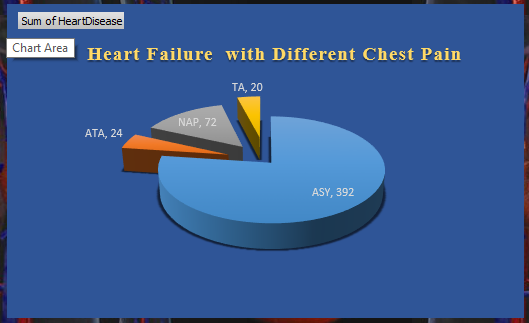 Sum of HeartDisease
Chart Area
Heart Failure with Different Chest Pain
TA, 20
NAP, 72
ATA, 24
ASY, 392